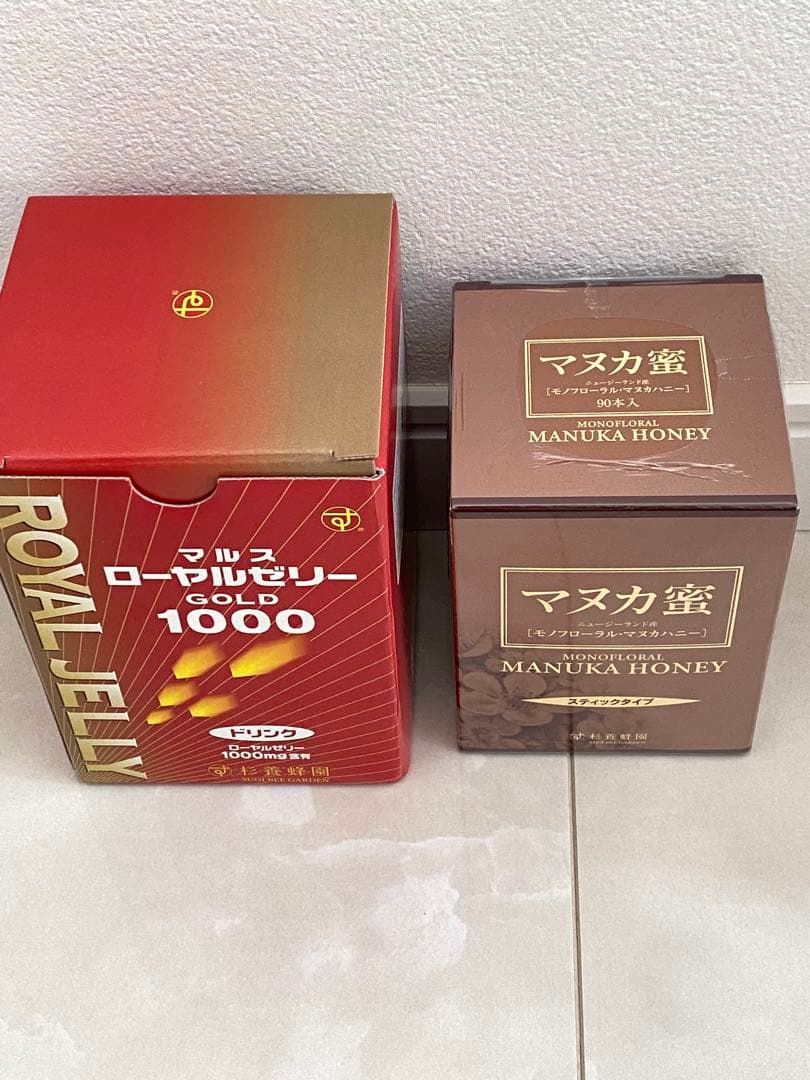 ROYAL JELLY
マルス
ローヤルゼリー
GOLD
1000
ドリンク
ローヤルゼリー
1000mg含有
杉養蜂園
SUGI BEE GARDEN
マヌカ蜜
ニュージーランド産
[モノフローラル・マヌカハニー]
90本入
MONOFLORAL
MANUKA HONEY
マヌカ蜜
ニュージーランド産
[モノフローラル・マヌカハニー]
MONOFLORAL
MANUKA HONEY
スティックタイプ
杉養蜂園
SUGI BEE GARDEN